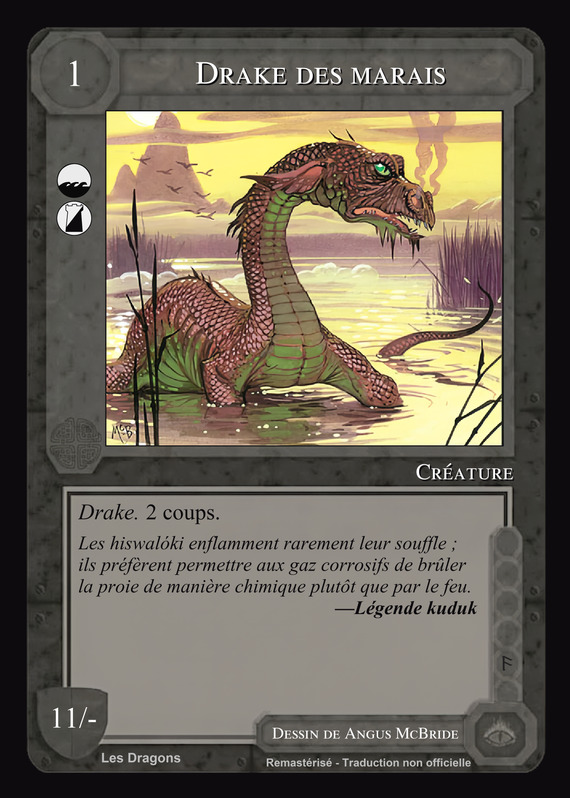 1
DRAKE DES MARAIS
McB
CRÉATURE
Drake. 2 coups.
Les hiswalóki enflamment rarement leur souffle ;
ils préfèrent permettre aux gaz corrosifs de brûler
la proie de manière chimique plutôt que par le feu.
—Légende kuduk
ᚩ
11/-
DESSIN DE ANGUS MCBRIDE
Les Dragons
Remastérisé - Traduction non officielle